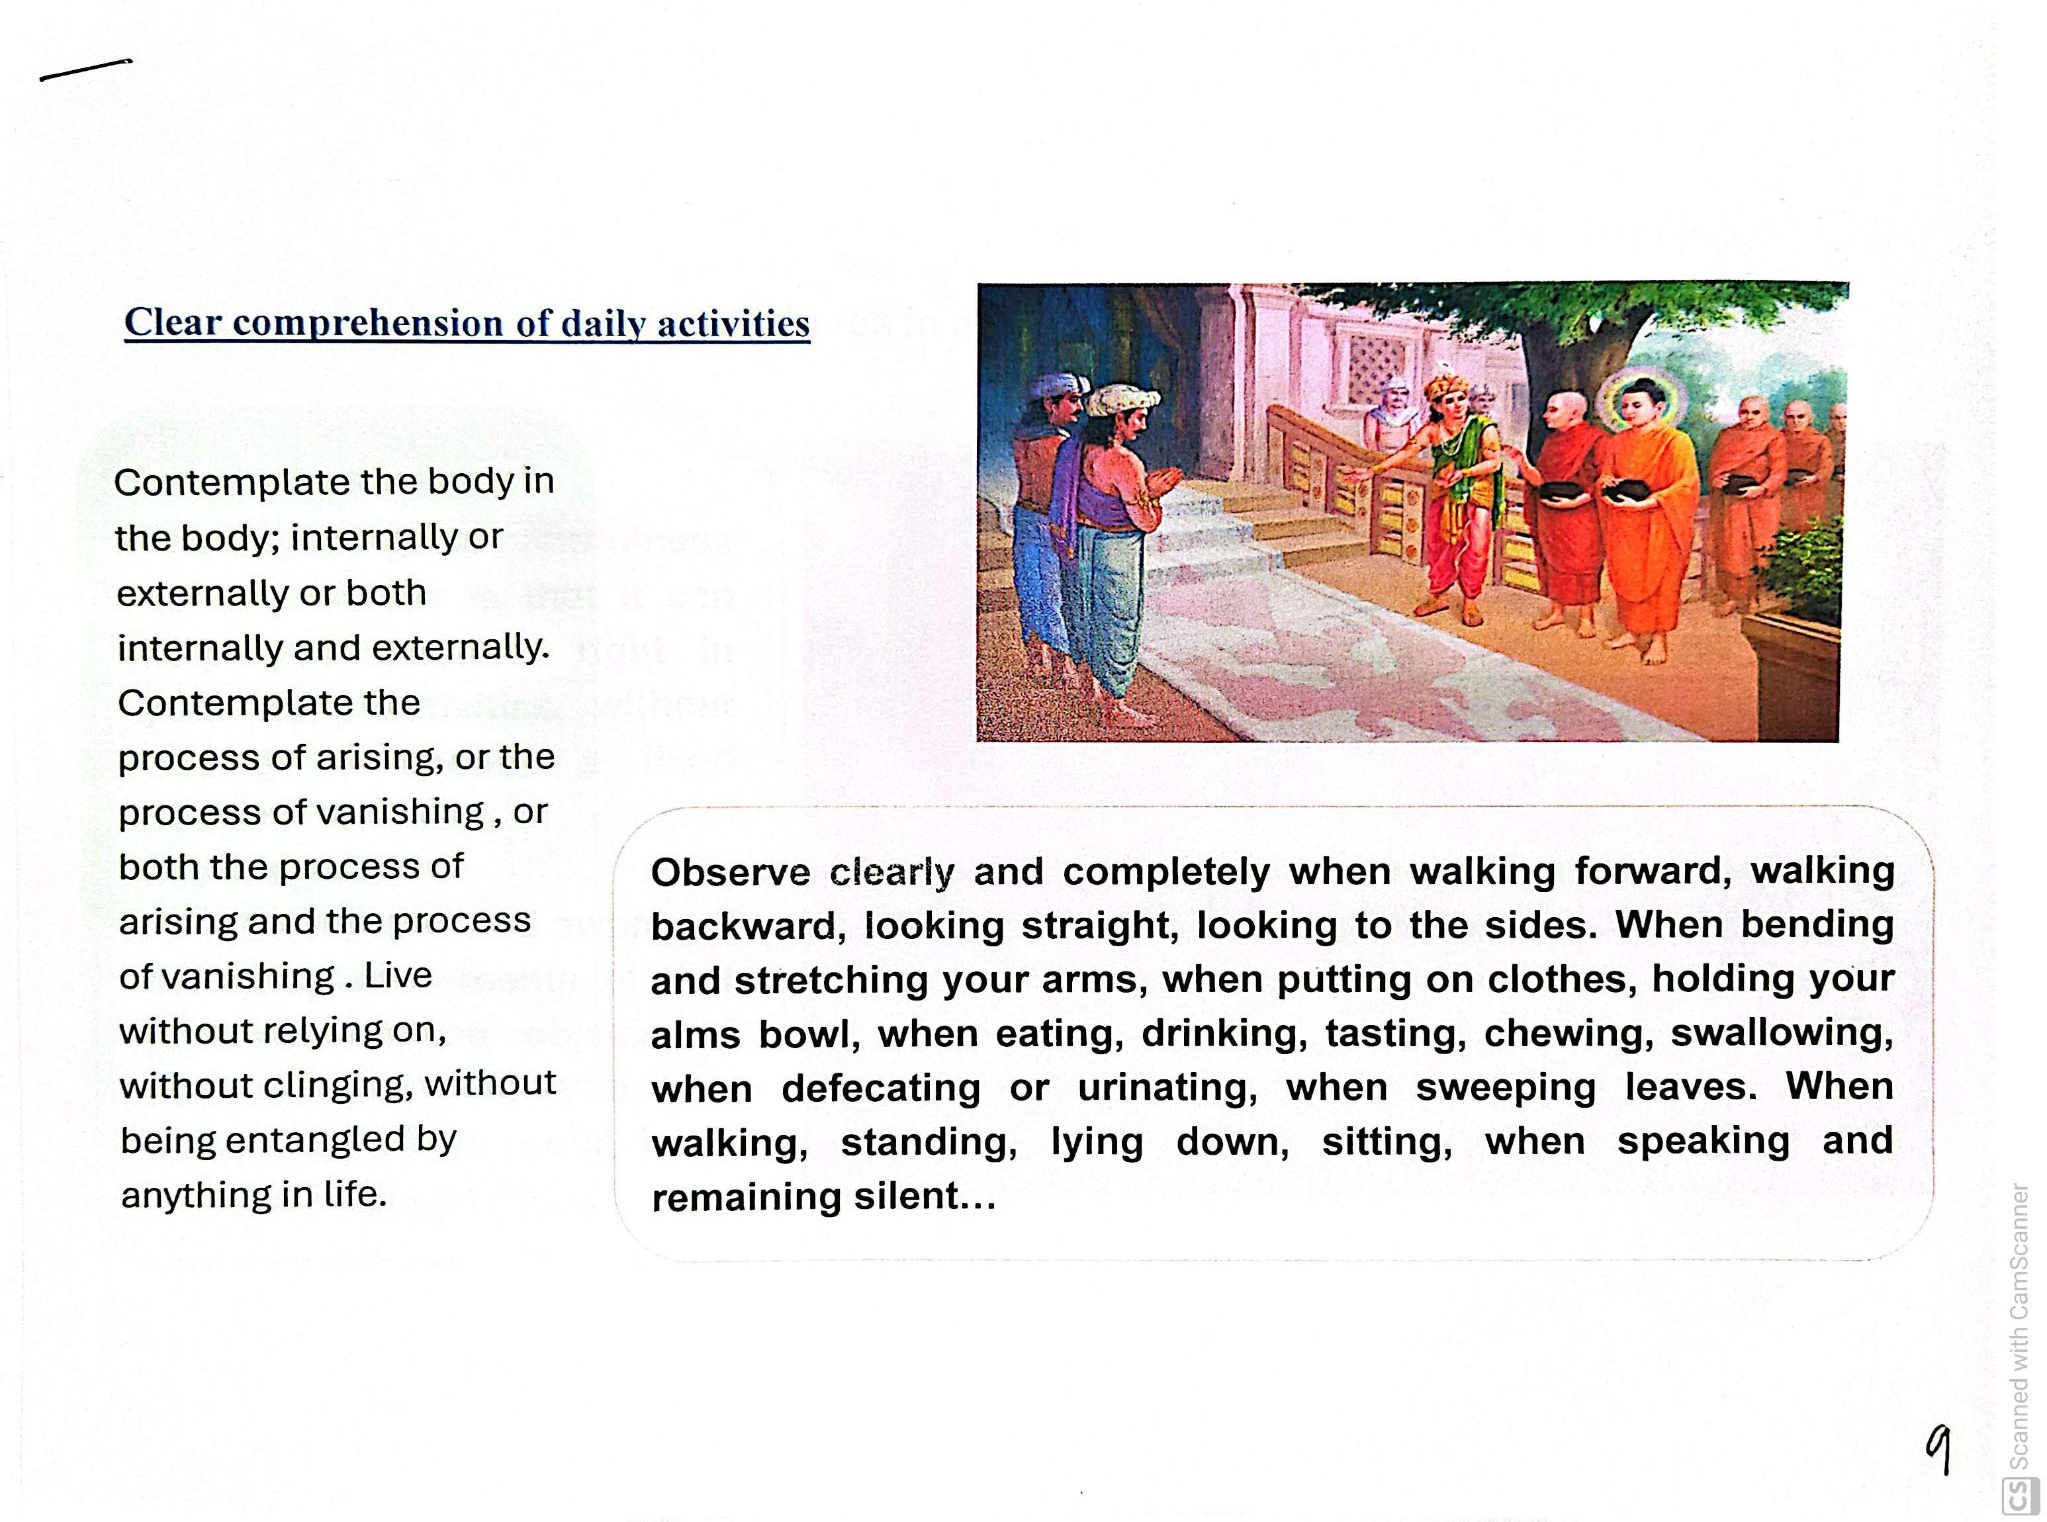 Clear comprehension of daily activities
Contemplate the body in
the body; internally or
externally or both
internally and externally.
Contemplate the
process of arising, or the
process of vanishing , or
both the process of
arising and the process
of vanishing . Live
without relying on,
without clinging, without
being entangled by
anything in life.
Observe clearly and completely when walking forward, walking
backward, looking straight, looking to the sides. When bending
and stretching your arms, when putting on clothes, holding your
alms bowl, when eating, drinking, tasting, chewing, swallowing,
when defecating or urinating, when sweeping leaves. When
walking, standing, lying down, sitting, when speaking and
remaining silent...
9
CS Scanned with CamScanner